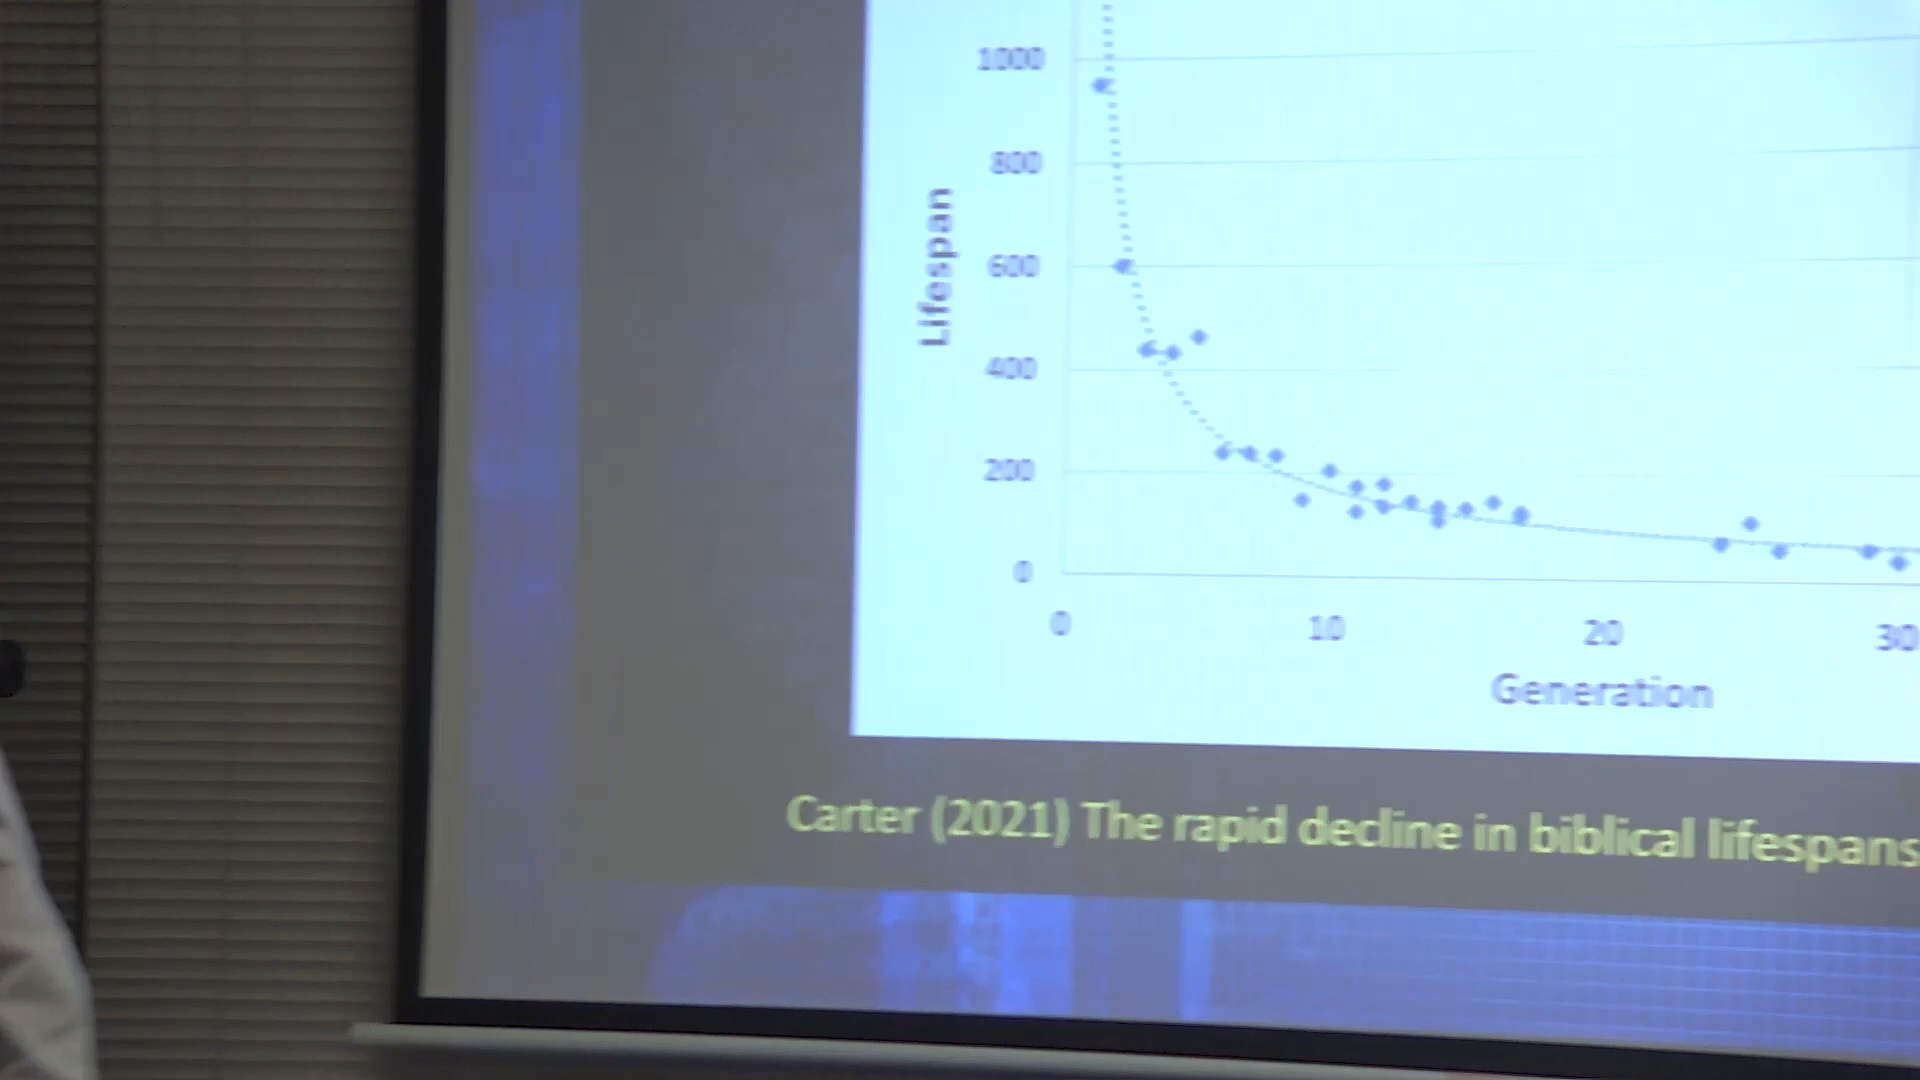 1000
800
600
400
200
0
Lifespan
0 10 20 30
Generation
Carter (2021) The rapid decline in biblical lifespans